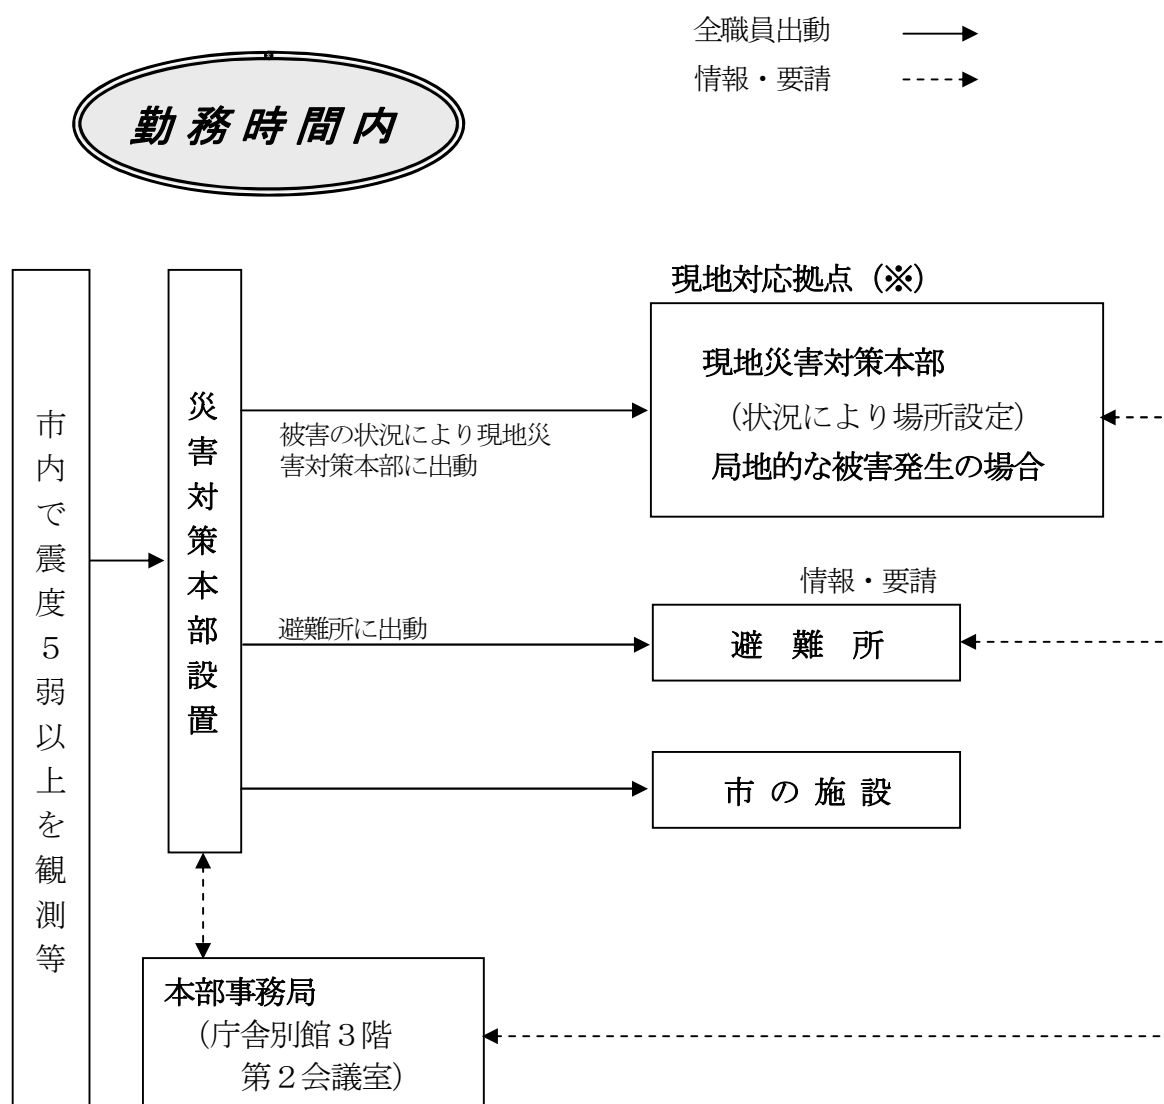 全職員出動
情報・要請
勤務時間内
市内で震度５弱以上を観測等
災害対策本部設置
現地対応拠点（※）
現地災害対策本部
（状況により場所設定）
局地的な被害発生の場合
被害の状況により現地災
害対策本部に出動
情報・要請
避難所に出動
避　難　所
市 の 施 設
本部事務局
（庁舎別館３階
第２会議室）